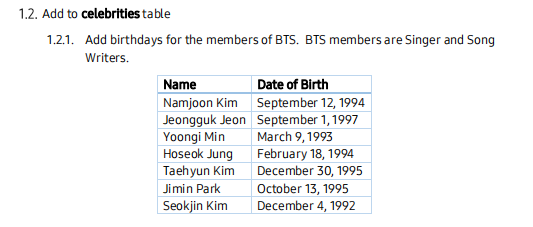 1.2. Add to celebrities table
1.2.1. Add birthdays for the members of BTS. BTS members are Singer and Song
Writers.
Name Date of Birth
Namjoon Kim September 12, 1994
Jeongguk Jeon September 1, 1997
Yoongi Min March 9, 1993
Hoseok Jung February 18, 1994
Taehyun Kim December 30, 1995
Jimin Park October 13, 1995
Seokjin Kim December 4, 1992